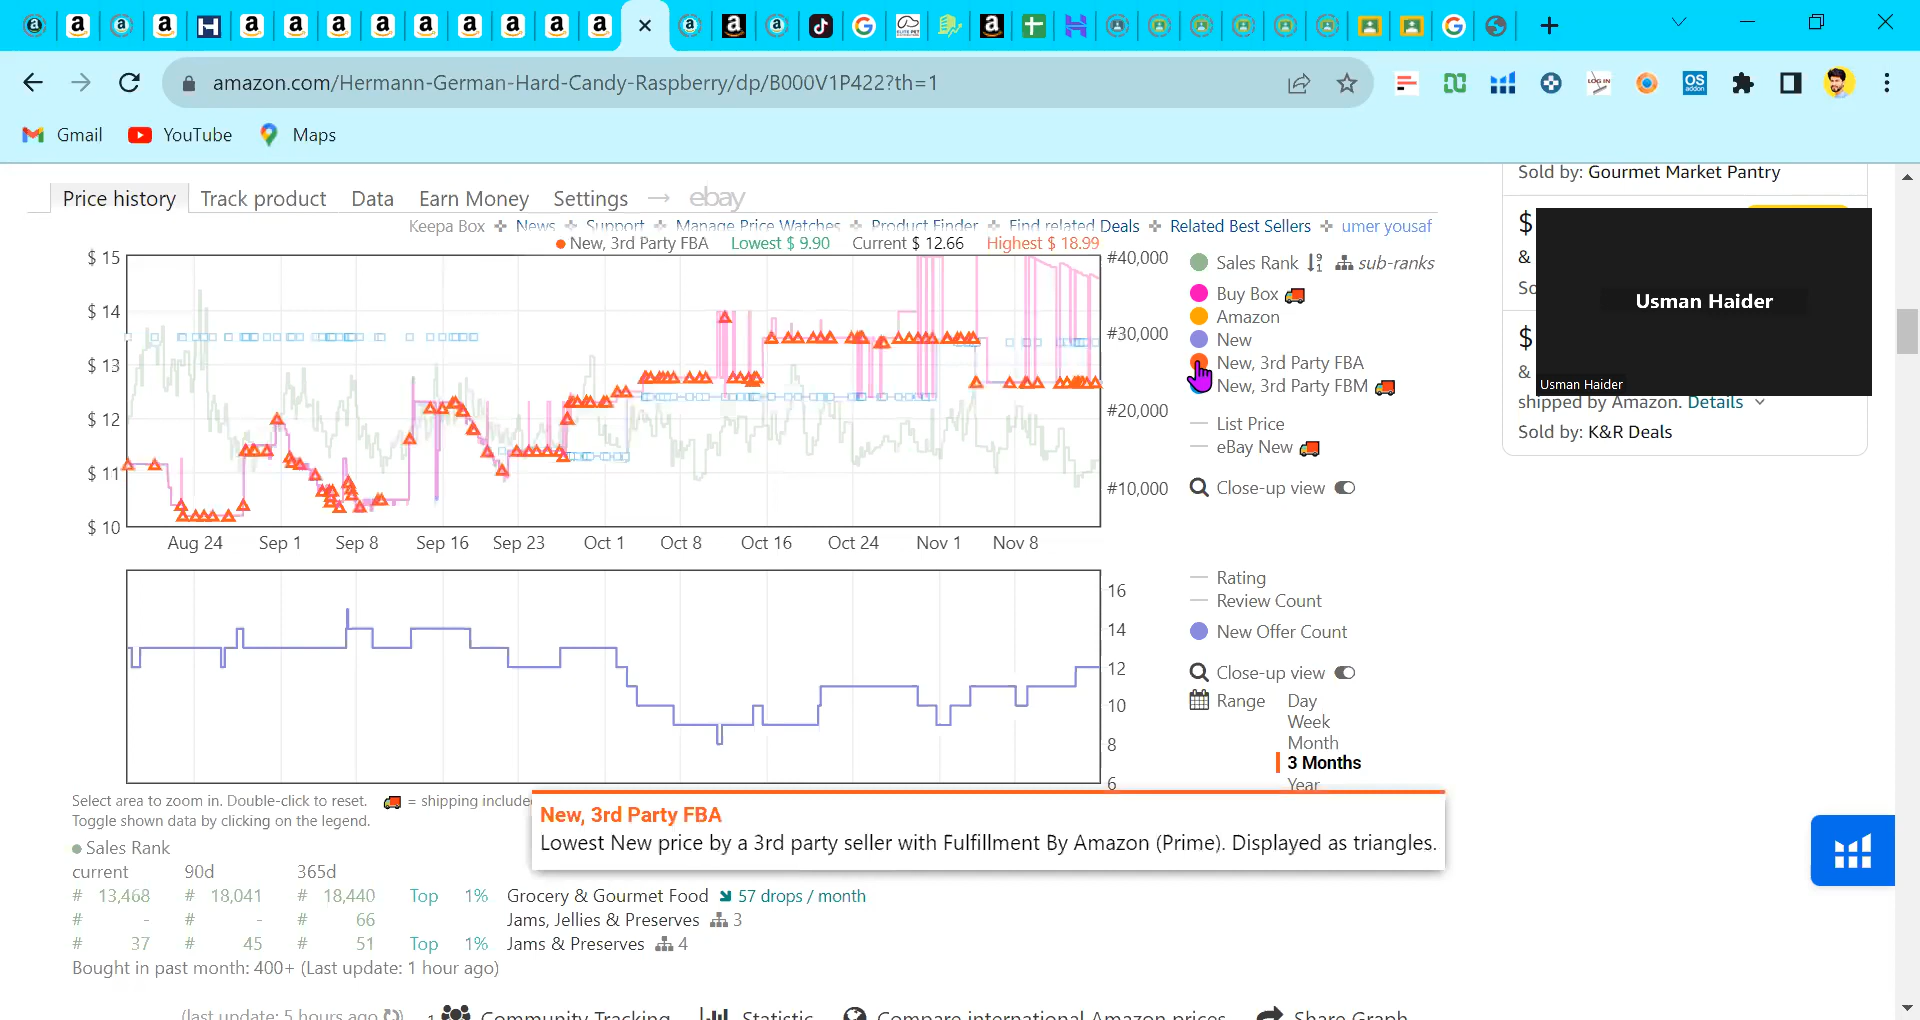 amazon.com/Hermann-German-Hard-Candy-Raspberry/dp/B000V1P422?th=1
LOG IN
OS
addon
Gmail
YouTube
Maps
Price history
Track product
Data
Earn Money
Settings
ebay
Keepa Box
News
Support
Manage Price Watches
Product Finder
Find related Deals
Related Best Sellers
umer yousaf
New, 3rd Party FBA Lowest $ 9.90 Current $ 12.66 Highest $ 18.99
$ 15
$ 14
$ 13
$ 12
$ 11
$ 10
#40,000
#30,000
#20,000
#10,000
Aug 24
Sep 1
Sep 8
Sep 16
Sep 23
Oct 1
Oct 8
Oct 16
Oct 24
Nov 1
Nov 8
Sales Rank
sub-ranks
Buy Box
Amazon
New
New, 3rd Party FBA
New, 3rd Party FBM
List Price
eBay New
Close-up view
16
14
12
10
8
6
Rating
Review Count
New Offer Count
Close-up view
Range
Day
Week
Month
3 Months
Year
Select area to zoom in. Double-click to reset.
= shipping include
Toggle shown data by clicking on the legend.
New, 3rd Party FBA
Lowest New price by a 3rd party seller with Fulfillment By Amazon (Prime). Displayed as triangles.
Sales Rank
current 90d 365d
# 13,468 # 18,041 # 18,440 Top 1% Grocery & Gourmet Food 57 drops / month
# - # - # 66 Jams, Jellies & Preserves 3
# 37 # 45 # 51 Top 1% Jams & Preserves 4
Bought in past month: 400+ (Last update: 1 hour ago)
(last update: 5 hours ago
Community Tracking
Statistic
Compare international Amazon prices
Share Graph
Sold by: Gourmet Market Pantry
$
&
So
$
&
Usman Haider
Usman Haider
shipped by Amazon. Details
Sold by: K&R Deals